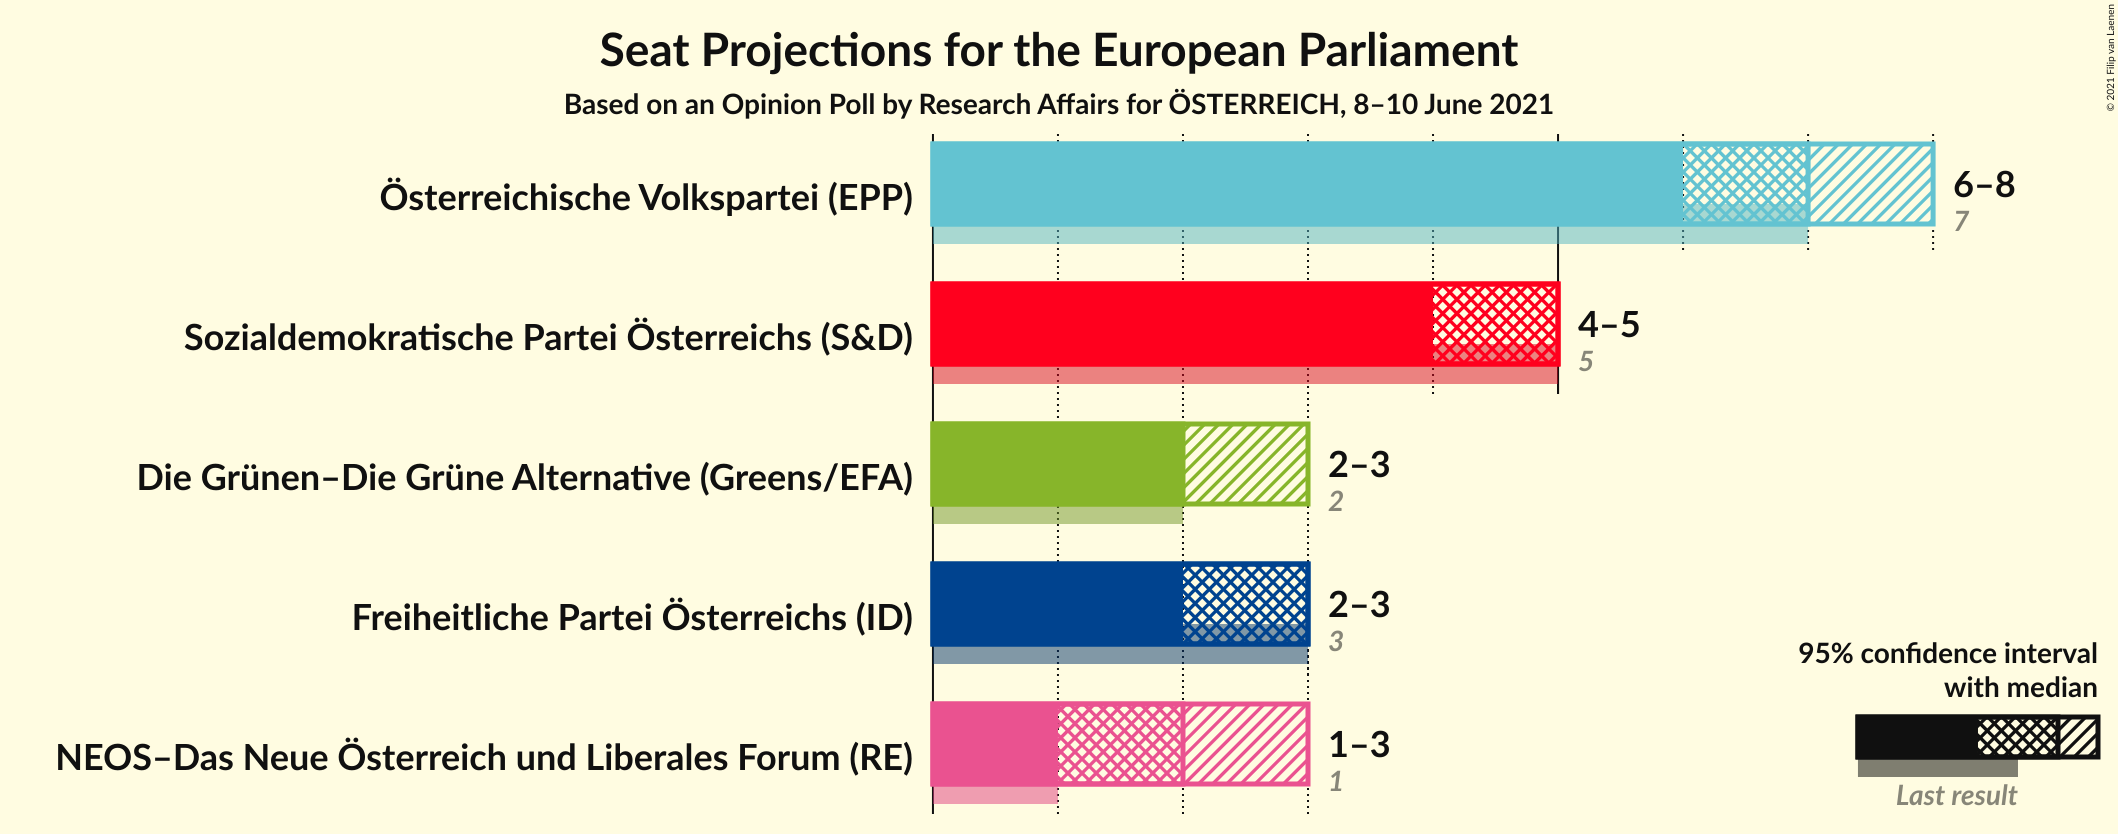 Seat Projections for the European Parliament
Based on an Opinion Poll by Research Affairs for ÖSTERREICH, 8–10 June 2021
© 2021 Filip van Laenen
Österreichische Volkspartei (EPP)
6–8
7
Sozialdemokratische Partei Österreichs (S&D)
4–5
5
Die Grünen–Die Grüne Alternative (Greens/EFA)
2–3
2
Freiheitliche Partei Österreichs (ID)
2–3
3
NEOS–Das Neue Österreich und Liberales Forum (RE)
1–3
1
95% confidence interval
with median
Last result